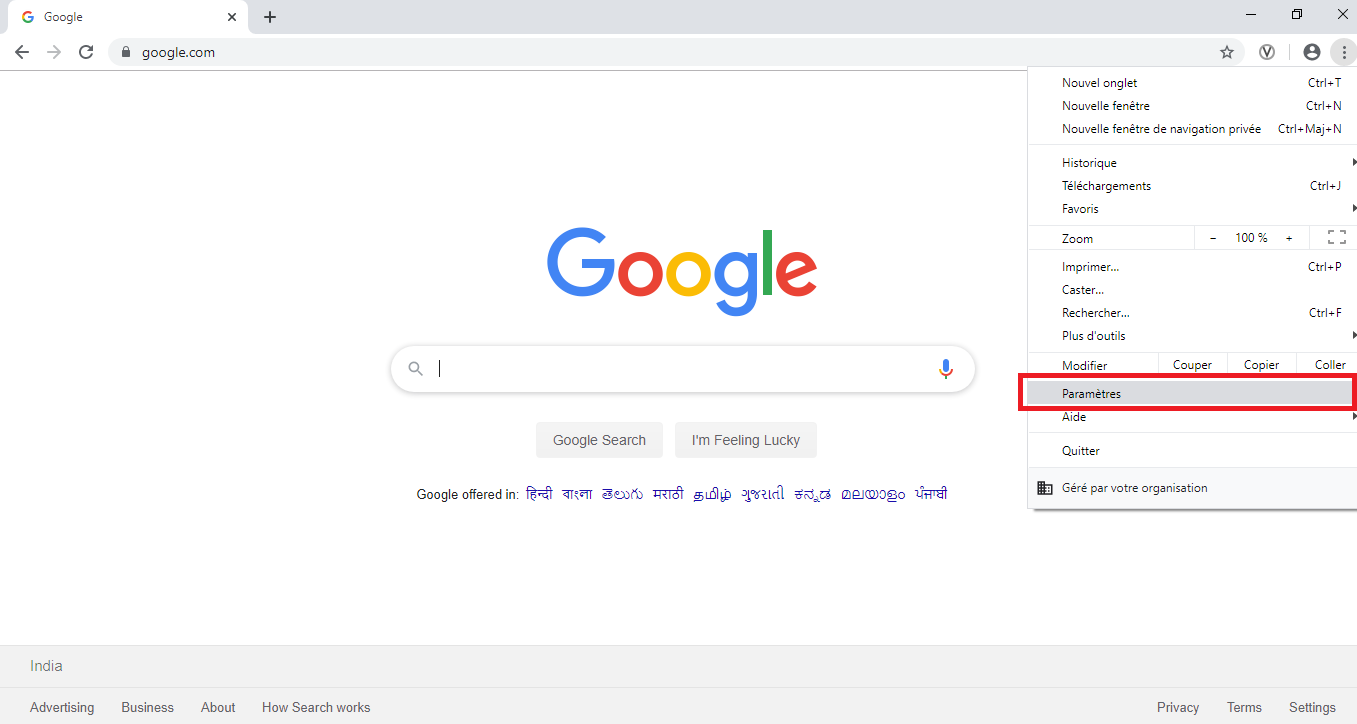 Google
google.com
Nouvel onglet Ctrl+T
Nouvelle fenêtre Ctrl+N
Nouvelle fenêtre de navigation privée Ctrl+Maj+N
Historique
Téléchargements Ctrl+J
Favoris
Zoom - 100 % +
Imprimer... Ctrl+P
Caster...
Rechercher... Ctrl+F
Plus d'outils
Modifier Couper Copier Coller
Paramètres
Aide
Quitter
Géré par votre organisation
Google
Google Search I'm Feeling Lucky
Google offered in: हिन्दी বাংলা తెలుగు मराठी தமிழ் ગુજરાતી ಕನ್ನಡ മലയാളം ਪੰਜਾਬੀ
India
Advertising Business About How Search works Privacy Terms Settings